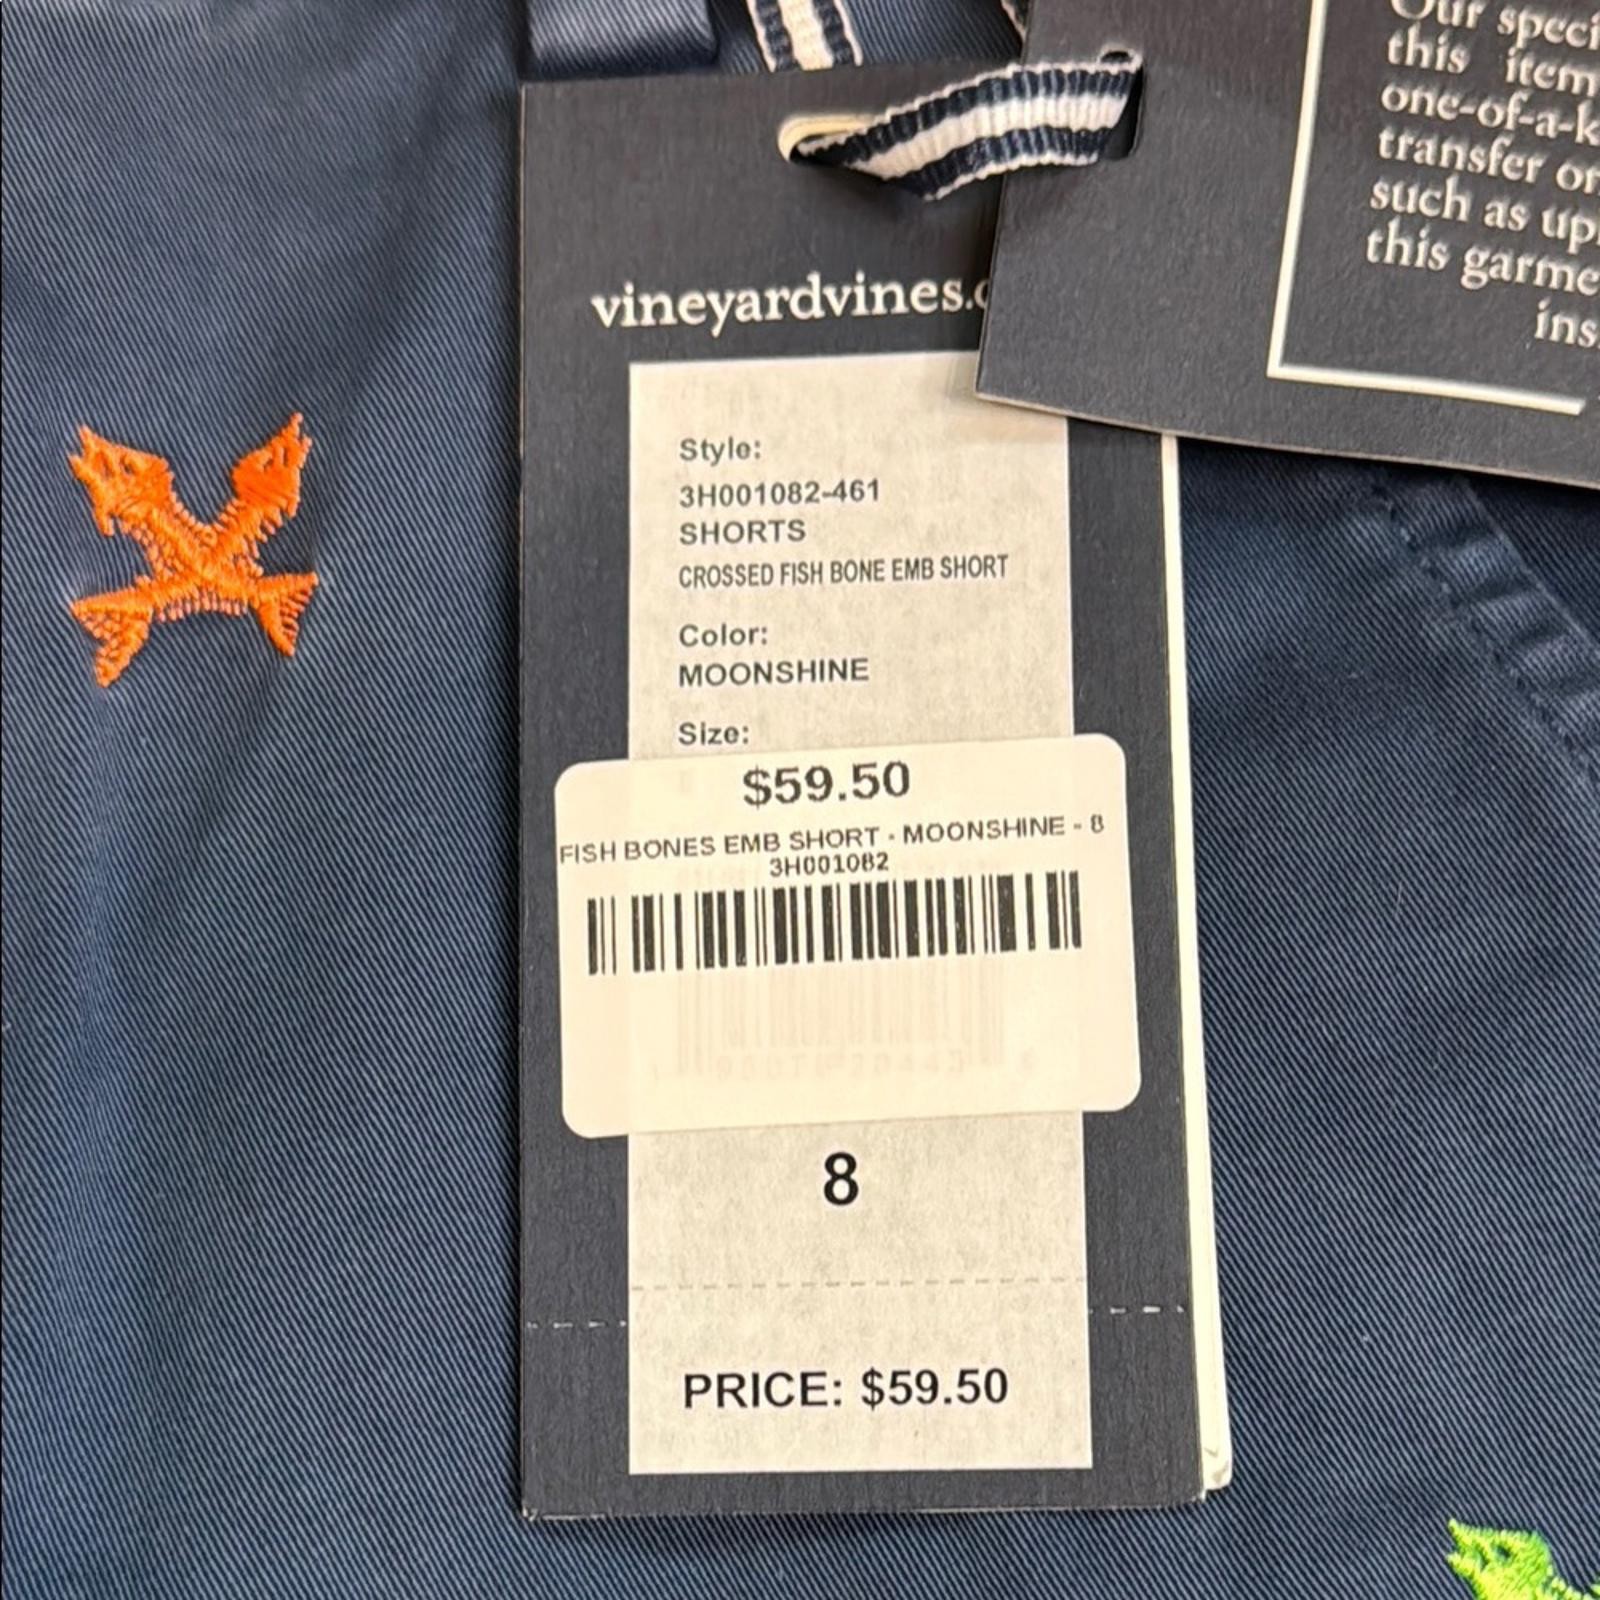 Our speci
this item
one-of-a-k
transfer or
such as up
this garme
ins
vineyardvines.
Style:
3H001082-461
SHORTS
CROSSED FISH BONE EMB SHORT
Color:
MOONSHINE
Size:
$59.50
FISH BONES EMB SHORT - MOONSHINE - 8
3H001082
8
PRICE: $59.50